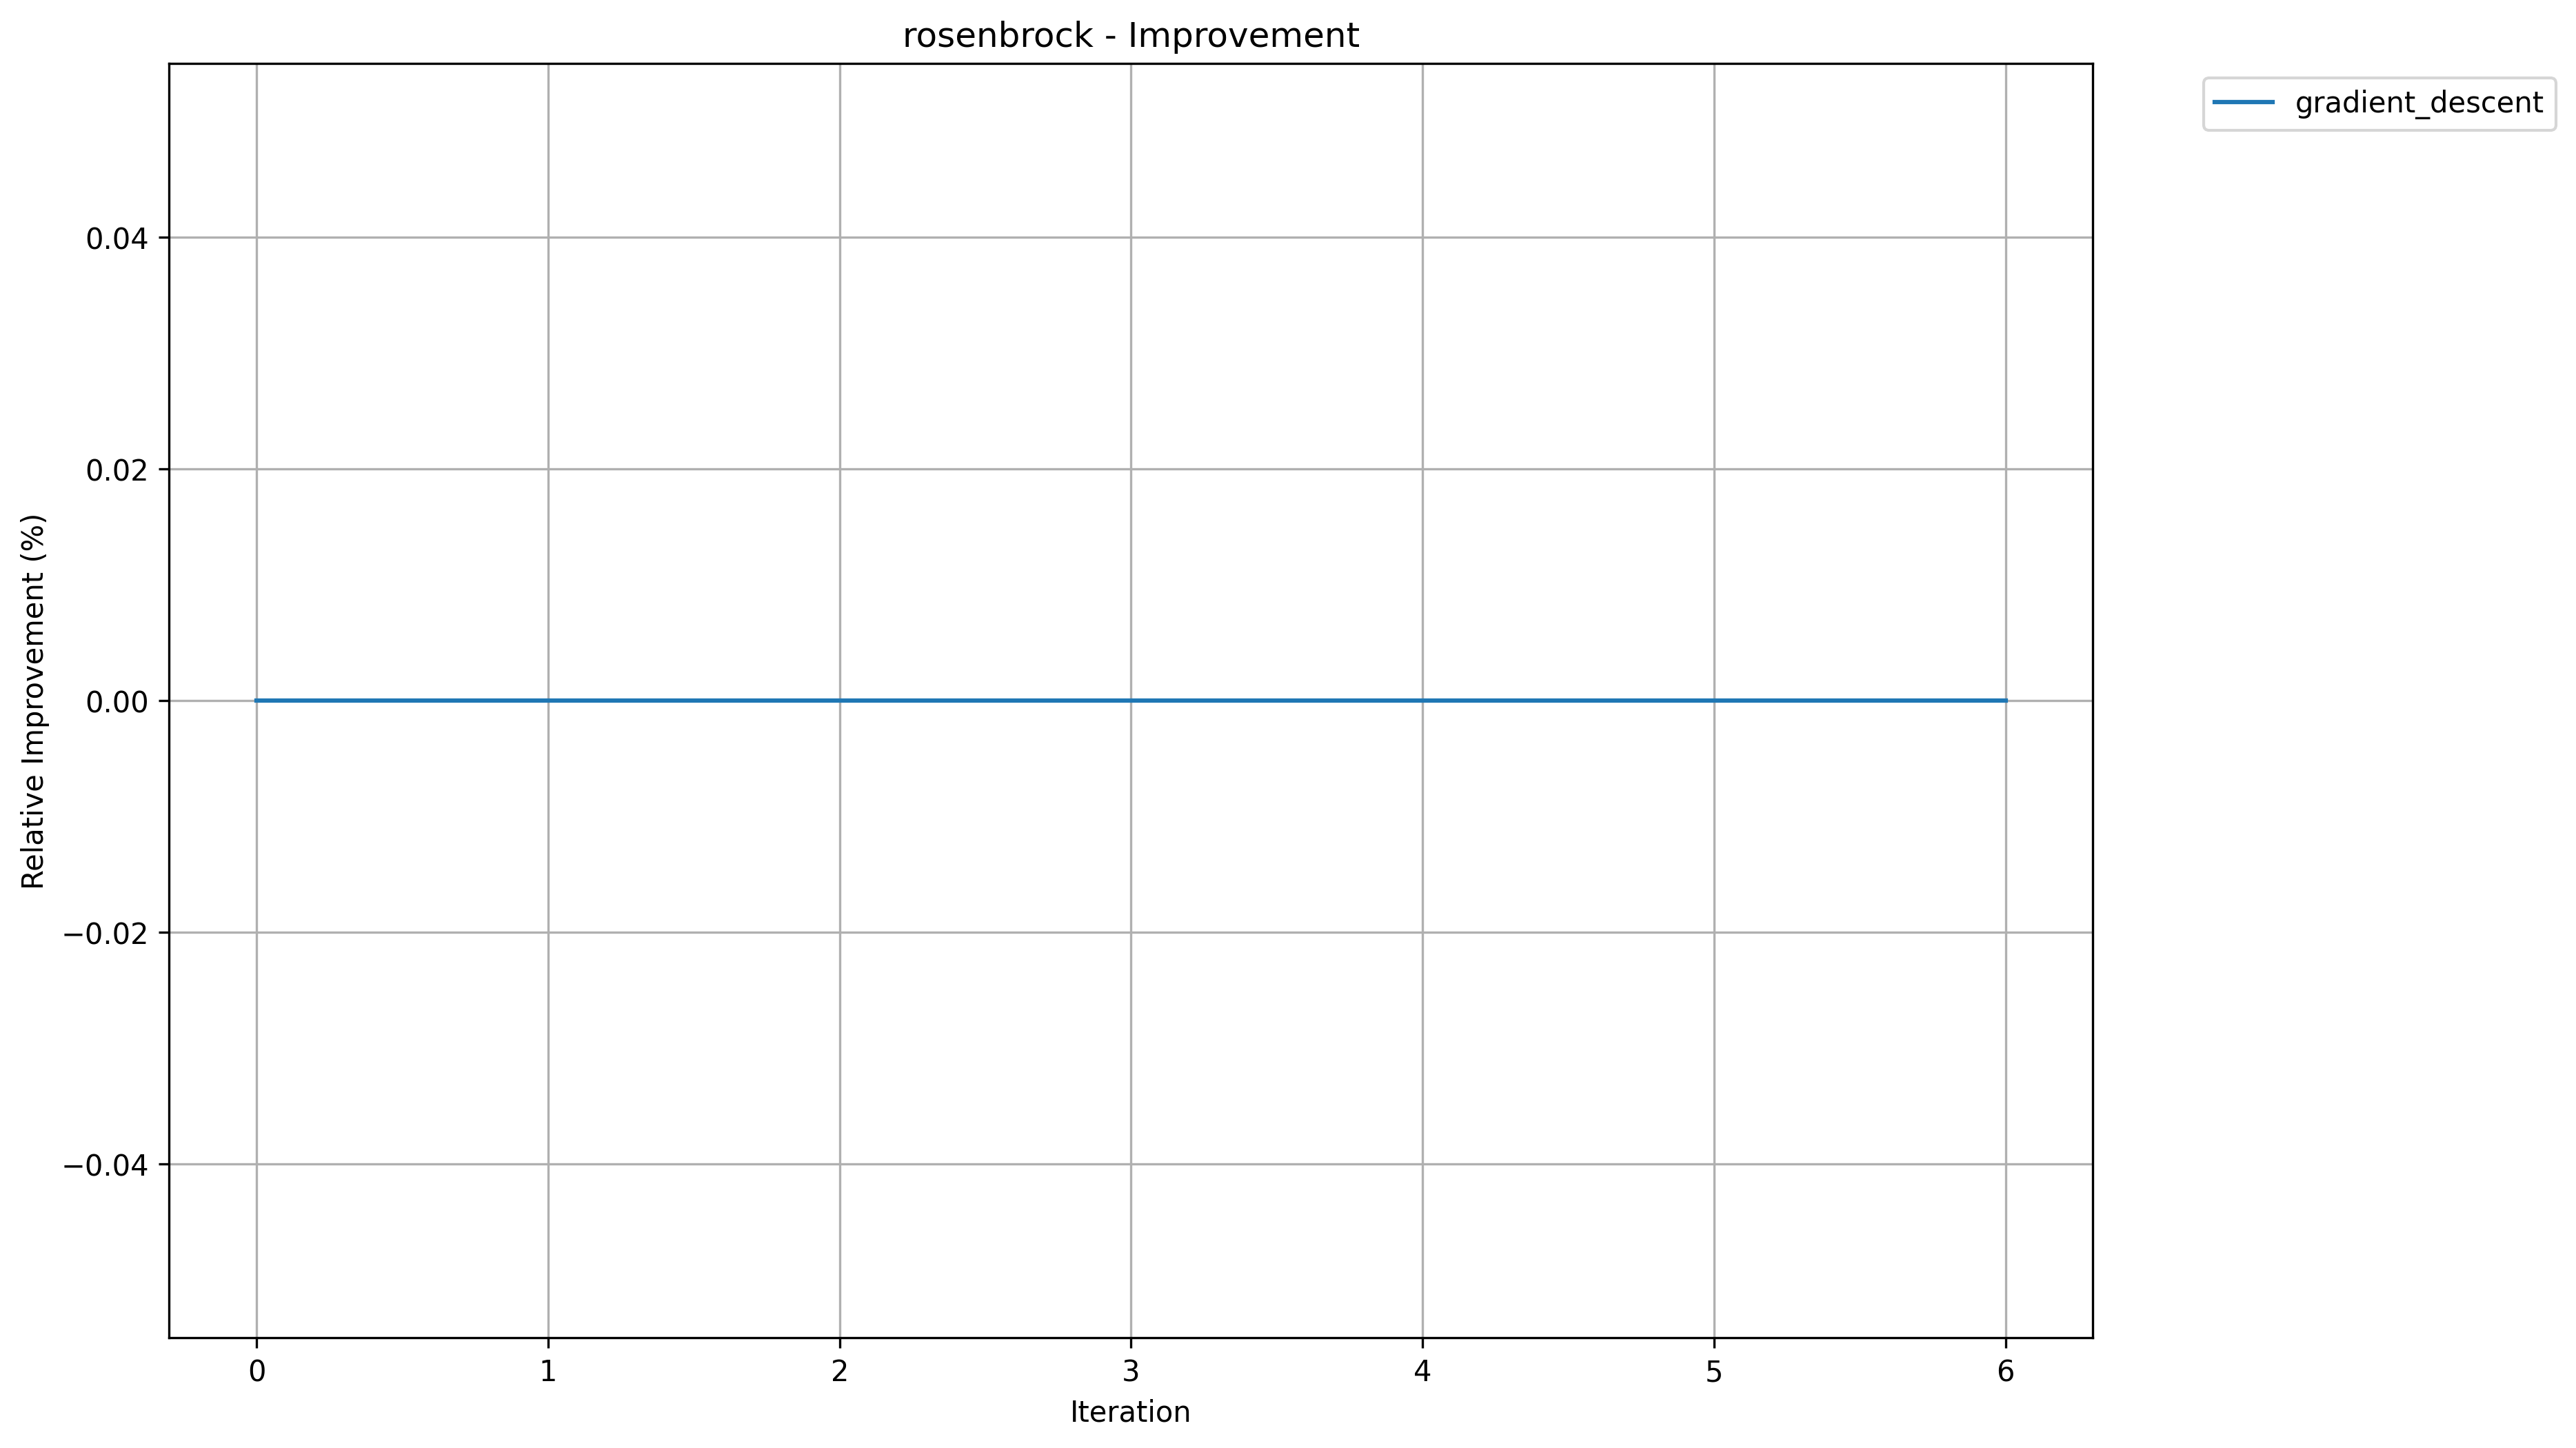 rosenbrock - Improvement
gradient_descent
Relative Improvement (%)
0.04
0.02
0.00
−0.02
−0.04
0 1 2 3 4 5 6
Iteration